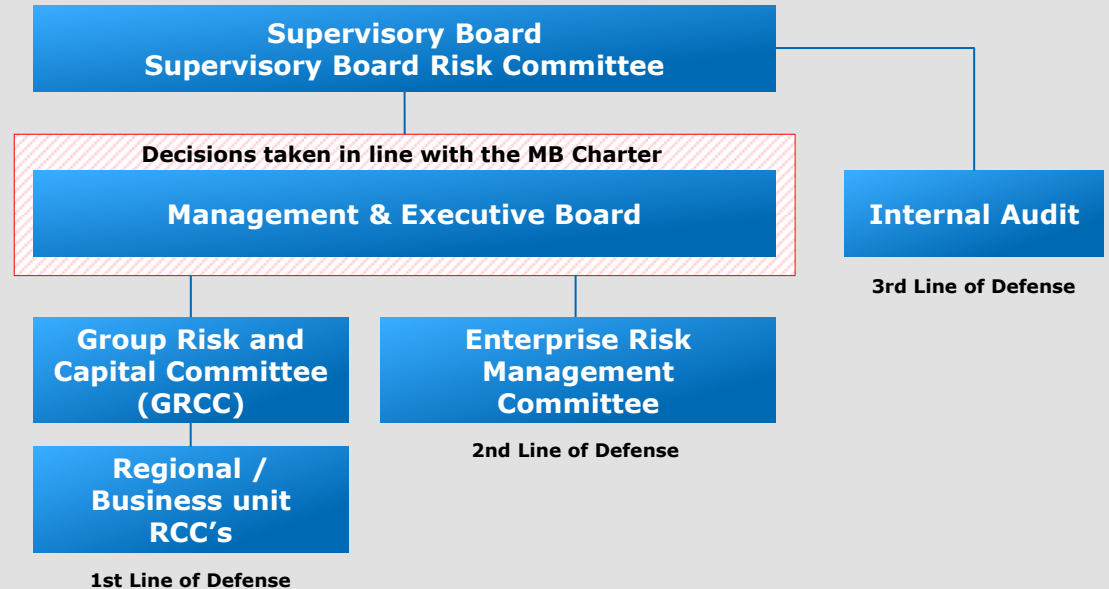 Supervisory Board
Supervisory Board Risk Committee
Decisions taken in line with the MB Charter
Management & Executive Board
Internal Audit
3rd Line of Defense
Group Risk and
Capital Committee
(GRCC)
Enterprise Risk
Management
Committee
2nd Line of Defense
Regional /
Business unit
RCC’s
1st Line of Defense